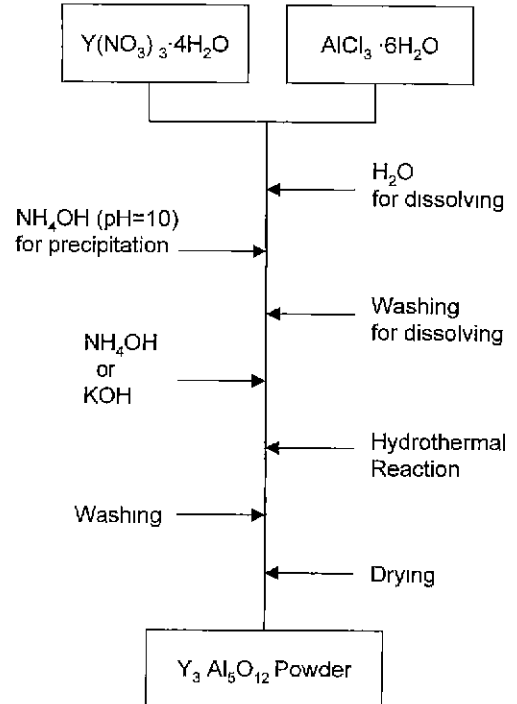 Y(NO₃)₃·4H₂O
AlCl₃ ·6H₂O
H₂O
for dissolving
NH₄OH (pH=10)
for precipitation
Washing
for dissolving
NH₄OH
or
KOH
Hydrothermal
Reaction
Washing
Drying
Y₃ Al₅O₁₂ Powder